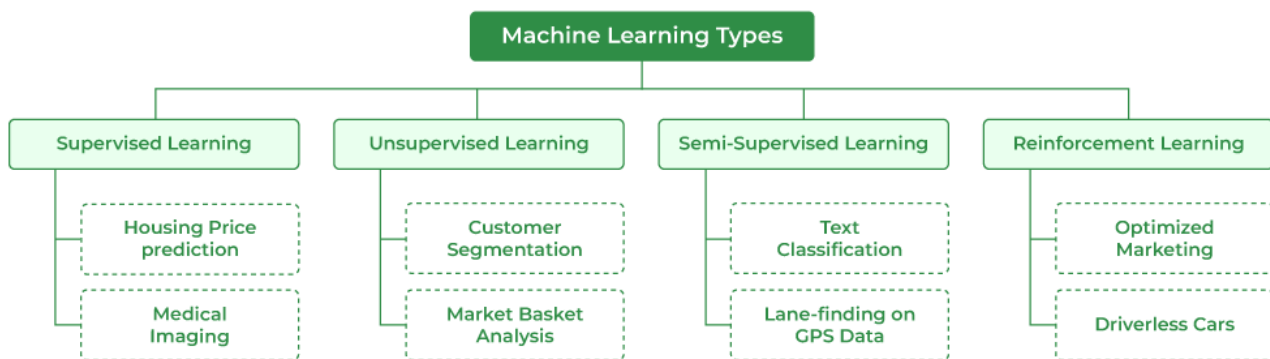 Machine Learning Types
Supervised Learning
Unsupervised Learning
Semi-Supervised Learning
Reinforcement Learning
Housing Price
prediction
Customer
Segmentation
Text
Classification
Optimized
Marketing
Medical
Imaging
Market Basket
Analysis
Lane-finding on
GPS Data
Driverless Cars